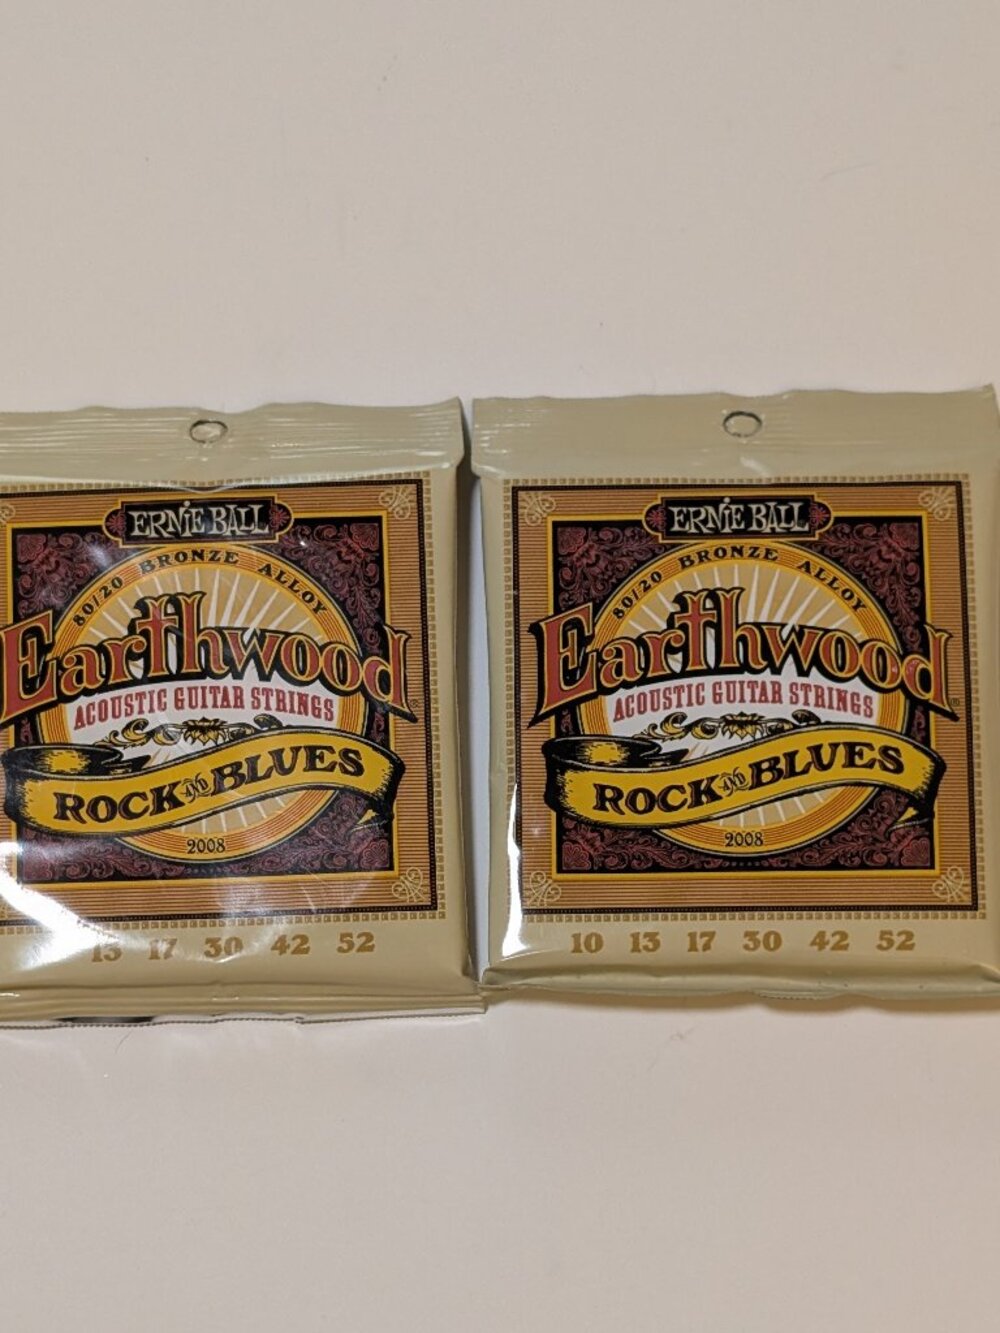 ERNIE BALL
80/20 BRONZE ALLOY
Earthwood
ACOUSTIC GUITAR STRINGS
ROCK AND BLUES
2008
13 17 30 42 52
ERNIE BALL
80/20 BRONZE ALLOY
Earthwood®
ACOUSTIC GUITAR STRINGS
ROCK AND BLUES
2008
10 13 17 30 42 52